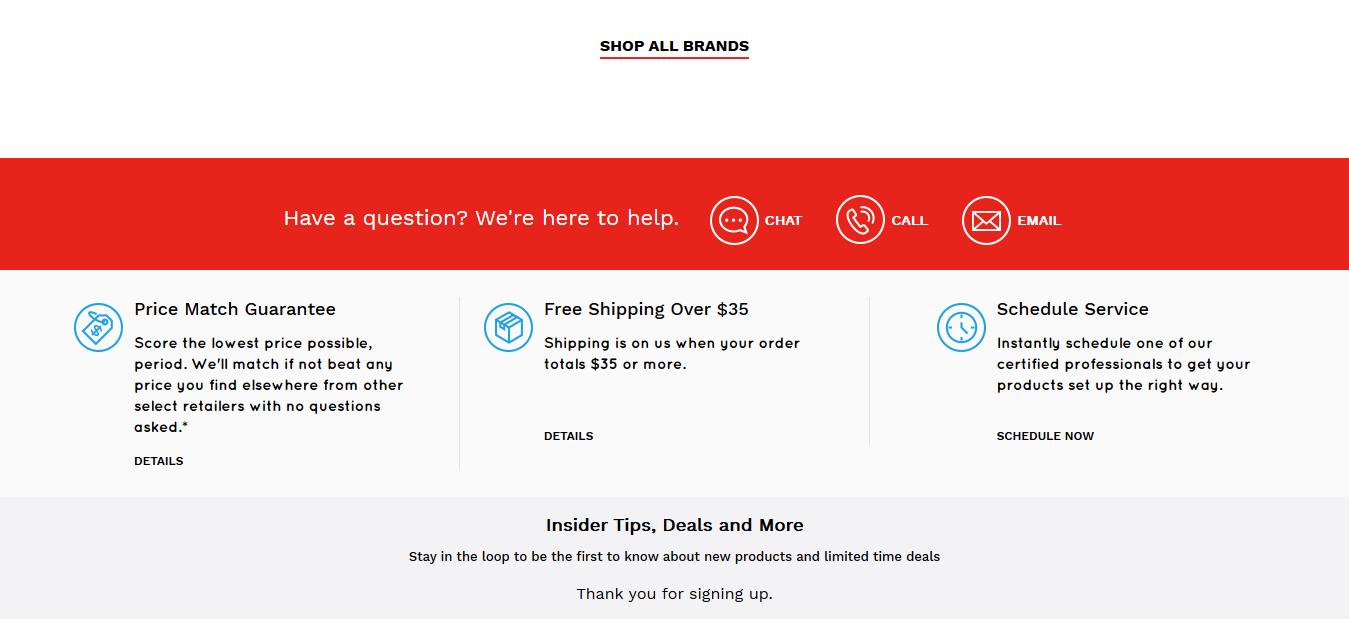 SHOP ALL BRANDS
Have a question? We're here to help.
CHAT
CALL
EMAIL
Price Match Guarantee
Score the lowest price possible,
period. We'll match if not beat any
price you find elsewhere from other
select retailers with no questions
asked.*
DETAILS
Free Shipping Over $35
Shipping is on us when your order
totals $35 or more.
DETAILS
Schedule Service
Instantly schedule one of our
certified professionals to get your
products set up the right way.
SCHEDULE NOW
Insider Tips, Deals and More
Stay in the loop to be the first to know about new products and limited time deals
Thank you for signing up.